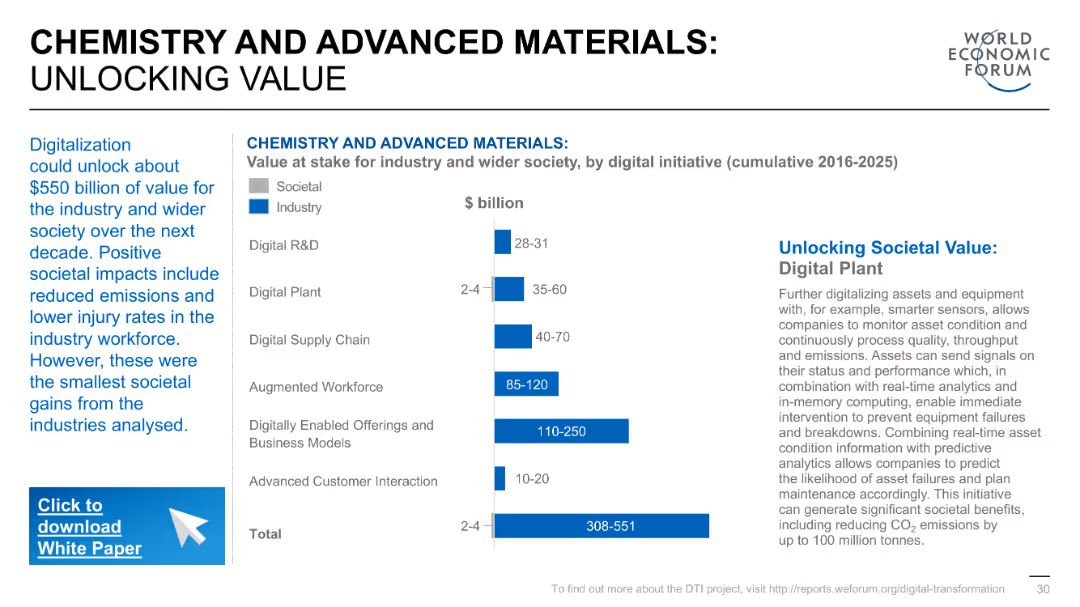 CHEMISTRY AND ADVANCED MATERIALS:
UNLOCKING VALUE
WORLD
ECONOMIC
FORUM
Digitalization
could unlock about
$550 billion of value for
the industry and wider
society over the next
decade. Positive
societal impacts include
reduced emissions and
lower injury rates in the
industry workforce.
However, these were
the smallest societal
gains from the
industries analysed.
Click to
download
White Paper
CHEMISTRY AND ADVANCED MATERIALS:
Value at stake for industry and wider society, by digital initiative (cumulative 2016-2025)
Societal
Industry
$ billion
Digital R&D
28-31
Digital Plant
2-4
35-60
Digital Supply Chain
40-70
Augmented Workforce
85-120
Digitally Enabled Offerings and
Business Models
110-250
Advanced Customer Interaction
10-20
Total
2-4
308-551
Unlocking Societal Value:
Digital Plant
Further digitalizing assets and equipment
with, for example, smarter sensors, allows
companies to monitor asset condition and
continuously process quality, throughput
and emissions. Assets can send signals on
their status and performance which, in
combination with real-time analytics and
in-memory computing, enable immediate
intervention to prevent equipment failures
and breakdowns. Combining real-time asset
condition information with predictive
analytics allows companies to predict
the likelihood of asset failures and plan
maintenance accordingly. This initiative
can generate significant societal benefits,
including reducing CO₂ emissions by
up to 100 million tonnes.
To find out more about the DTI project, visit http://reports.weforum.org/digital-transformation
30